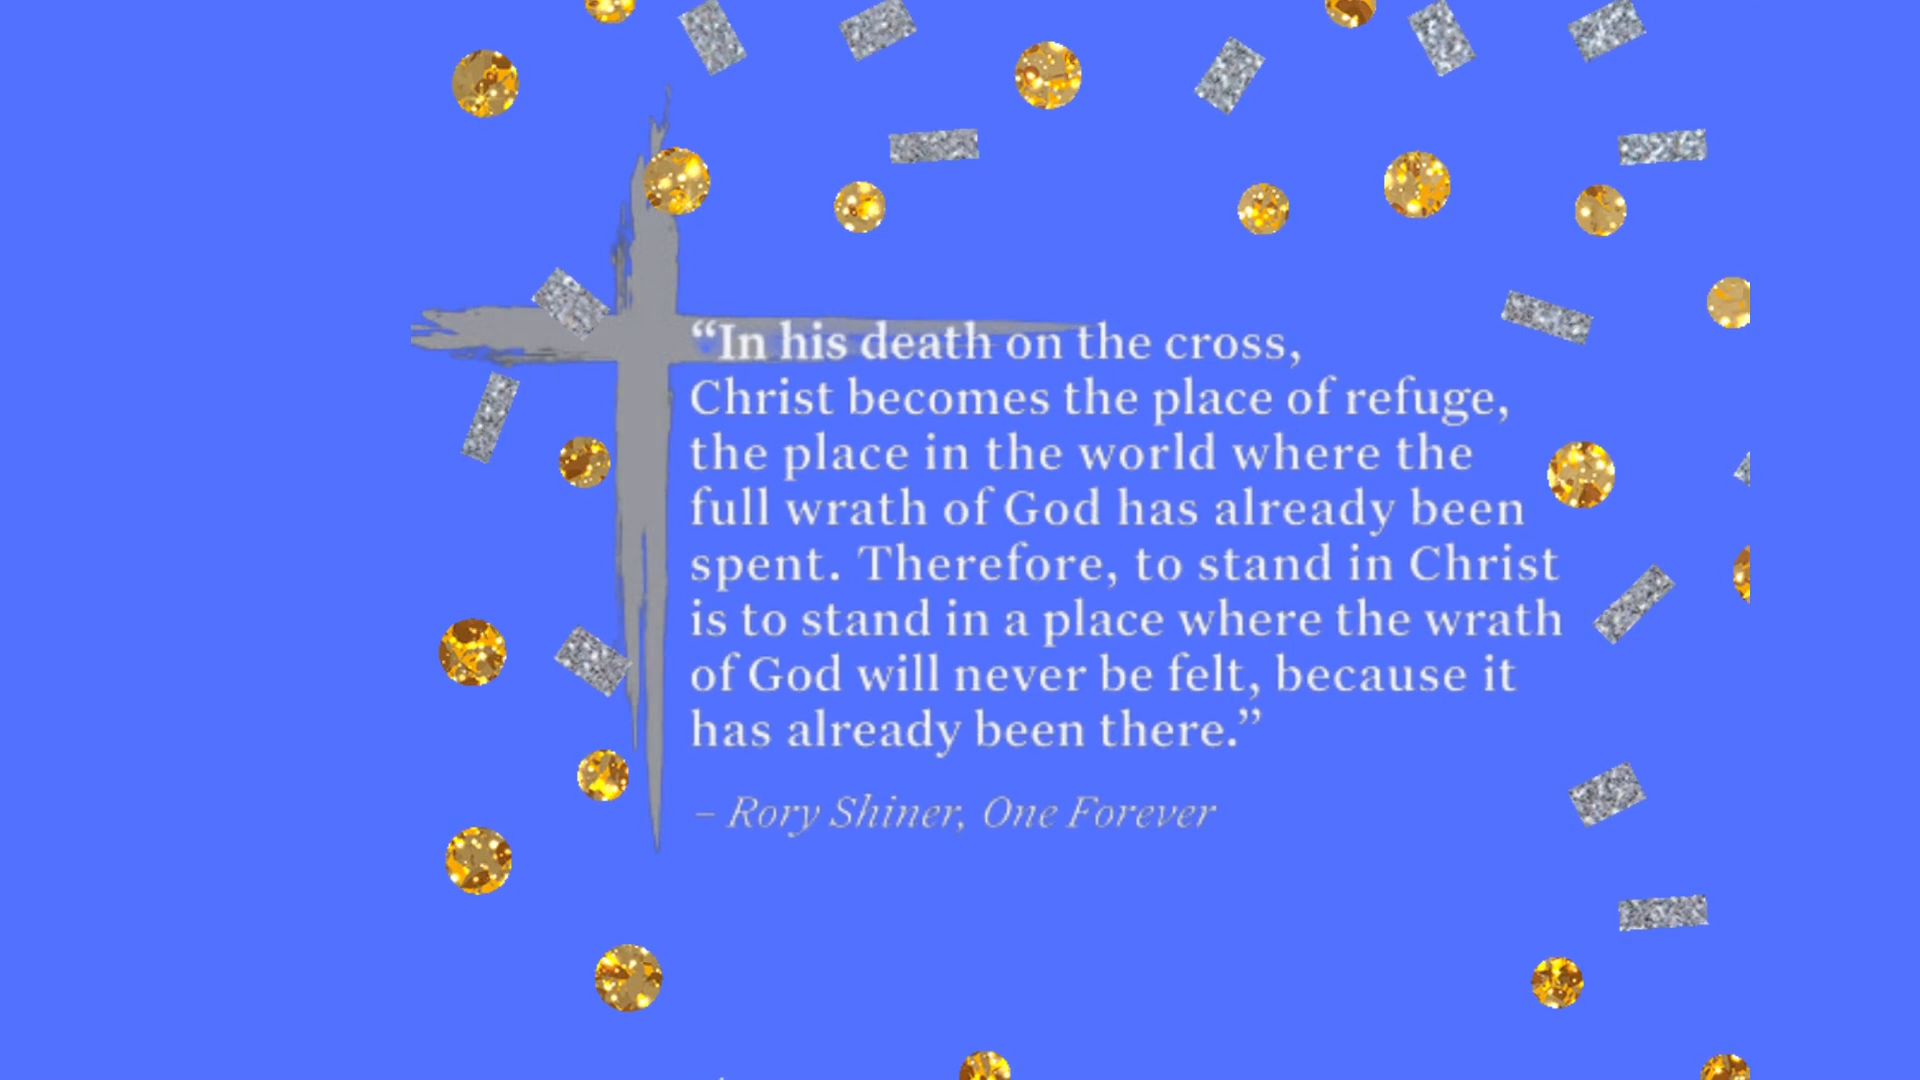 “In his death on the cross,
Christ becomes the place of refuge,
the place in the world where the
full wrath of God has already been
spent. Therefore, to stand in Christ
is to stand in a place where the wrath
of God will never be felt, because it
has already been there.”
– Rory Shiner, One Forever